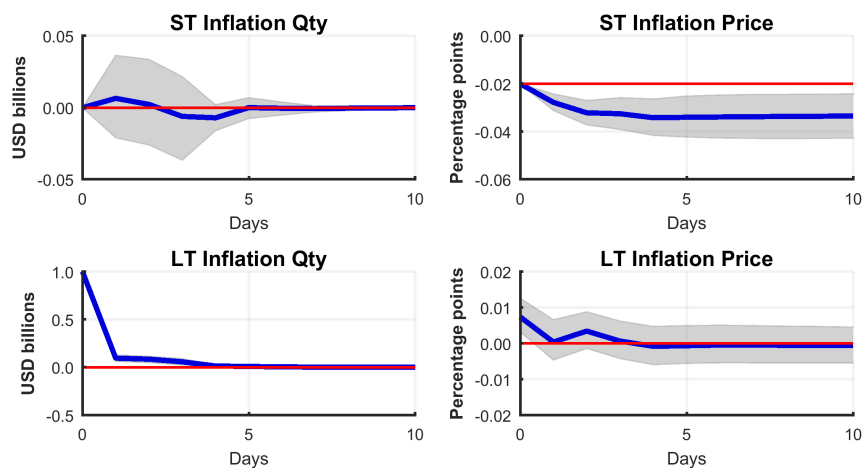 ST Inflation Qty
0.05
0.00
-0.05
USD billions
0
5
10
Days
ST Inflation Price
0.00
-0.02
-0.04
-0.06
Percentage points
0
5
10
Days
LT Inflation Qty
1.0
0.5
0.0
-0.5
USD billions
0
5
10
Days
LT Inflation Price
0.02
0.01
0.00
-0.01
-0.02
Percentage points
0
5
10
Days